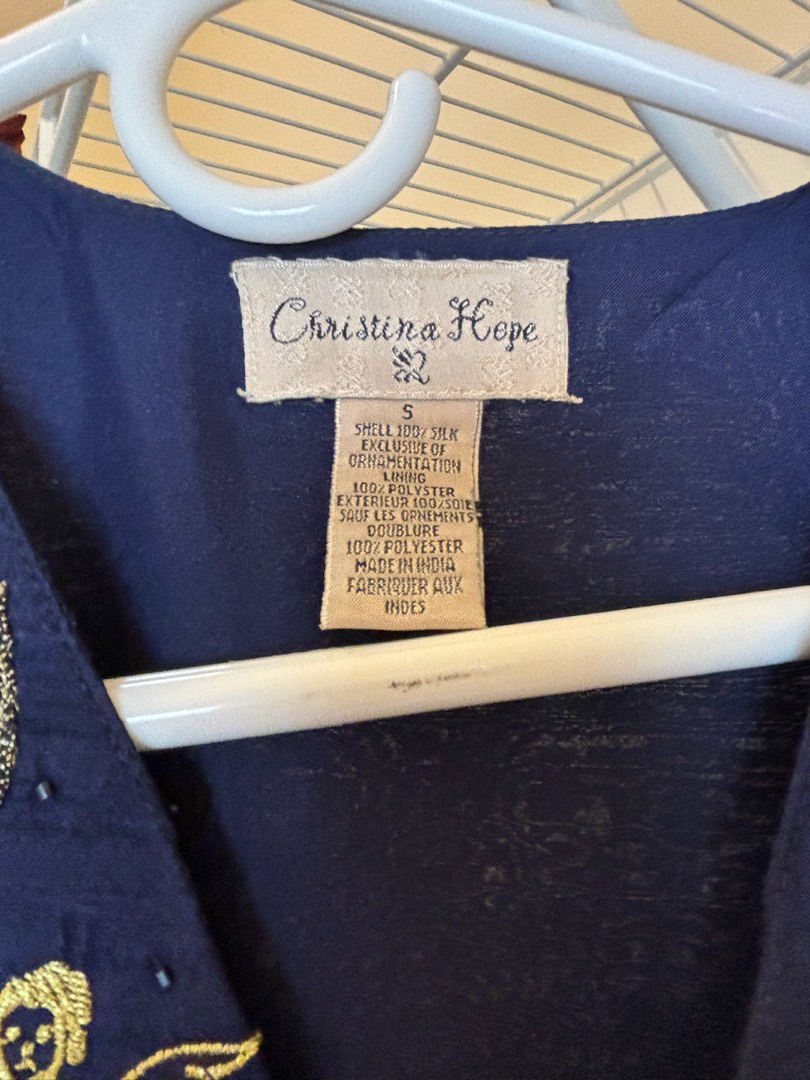 Christina Hope
S
SHELL 100% SILK
EXCLUSIVE OF
ORNAMENTATION
LINING
100% POLYSTER
EXTERIEUR 100%SOIE
SAUF LES ORNEMENTS
DOUBLURE
100% POLYESTER
MADE IN INDIA
FABRIQUER AUX
INDES